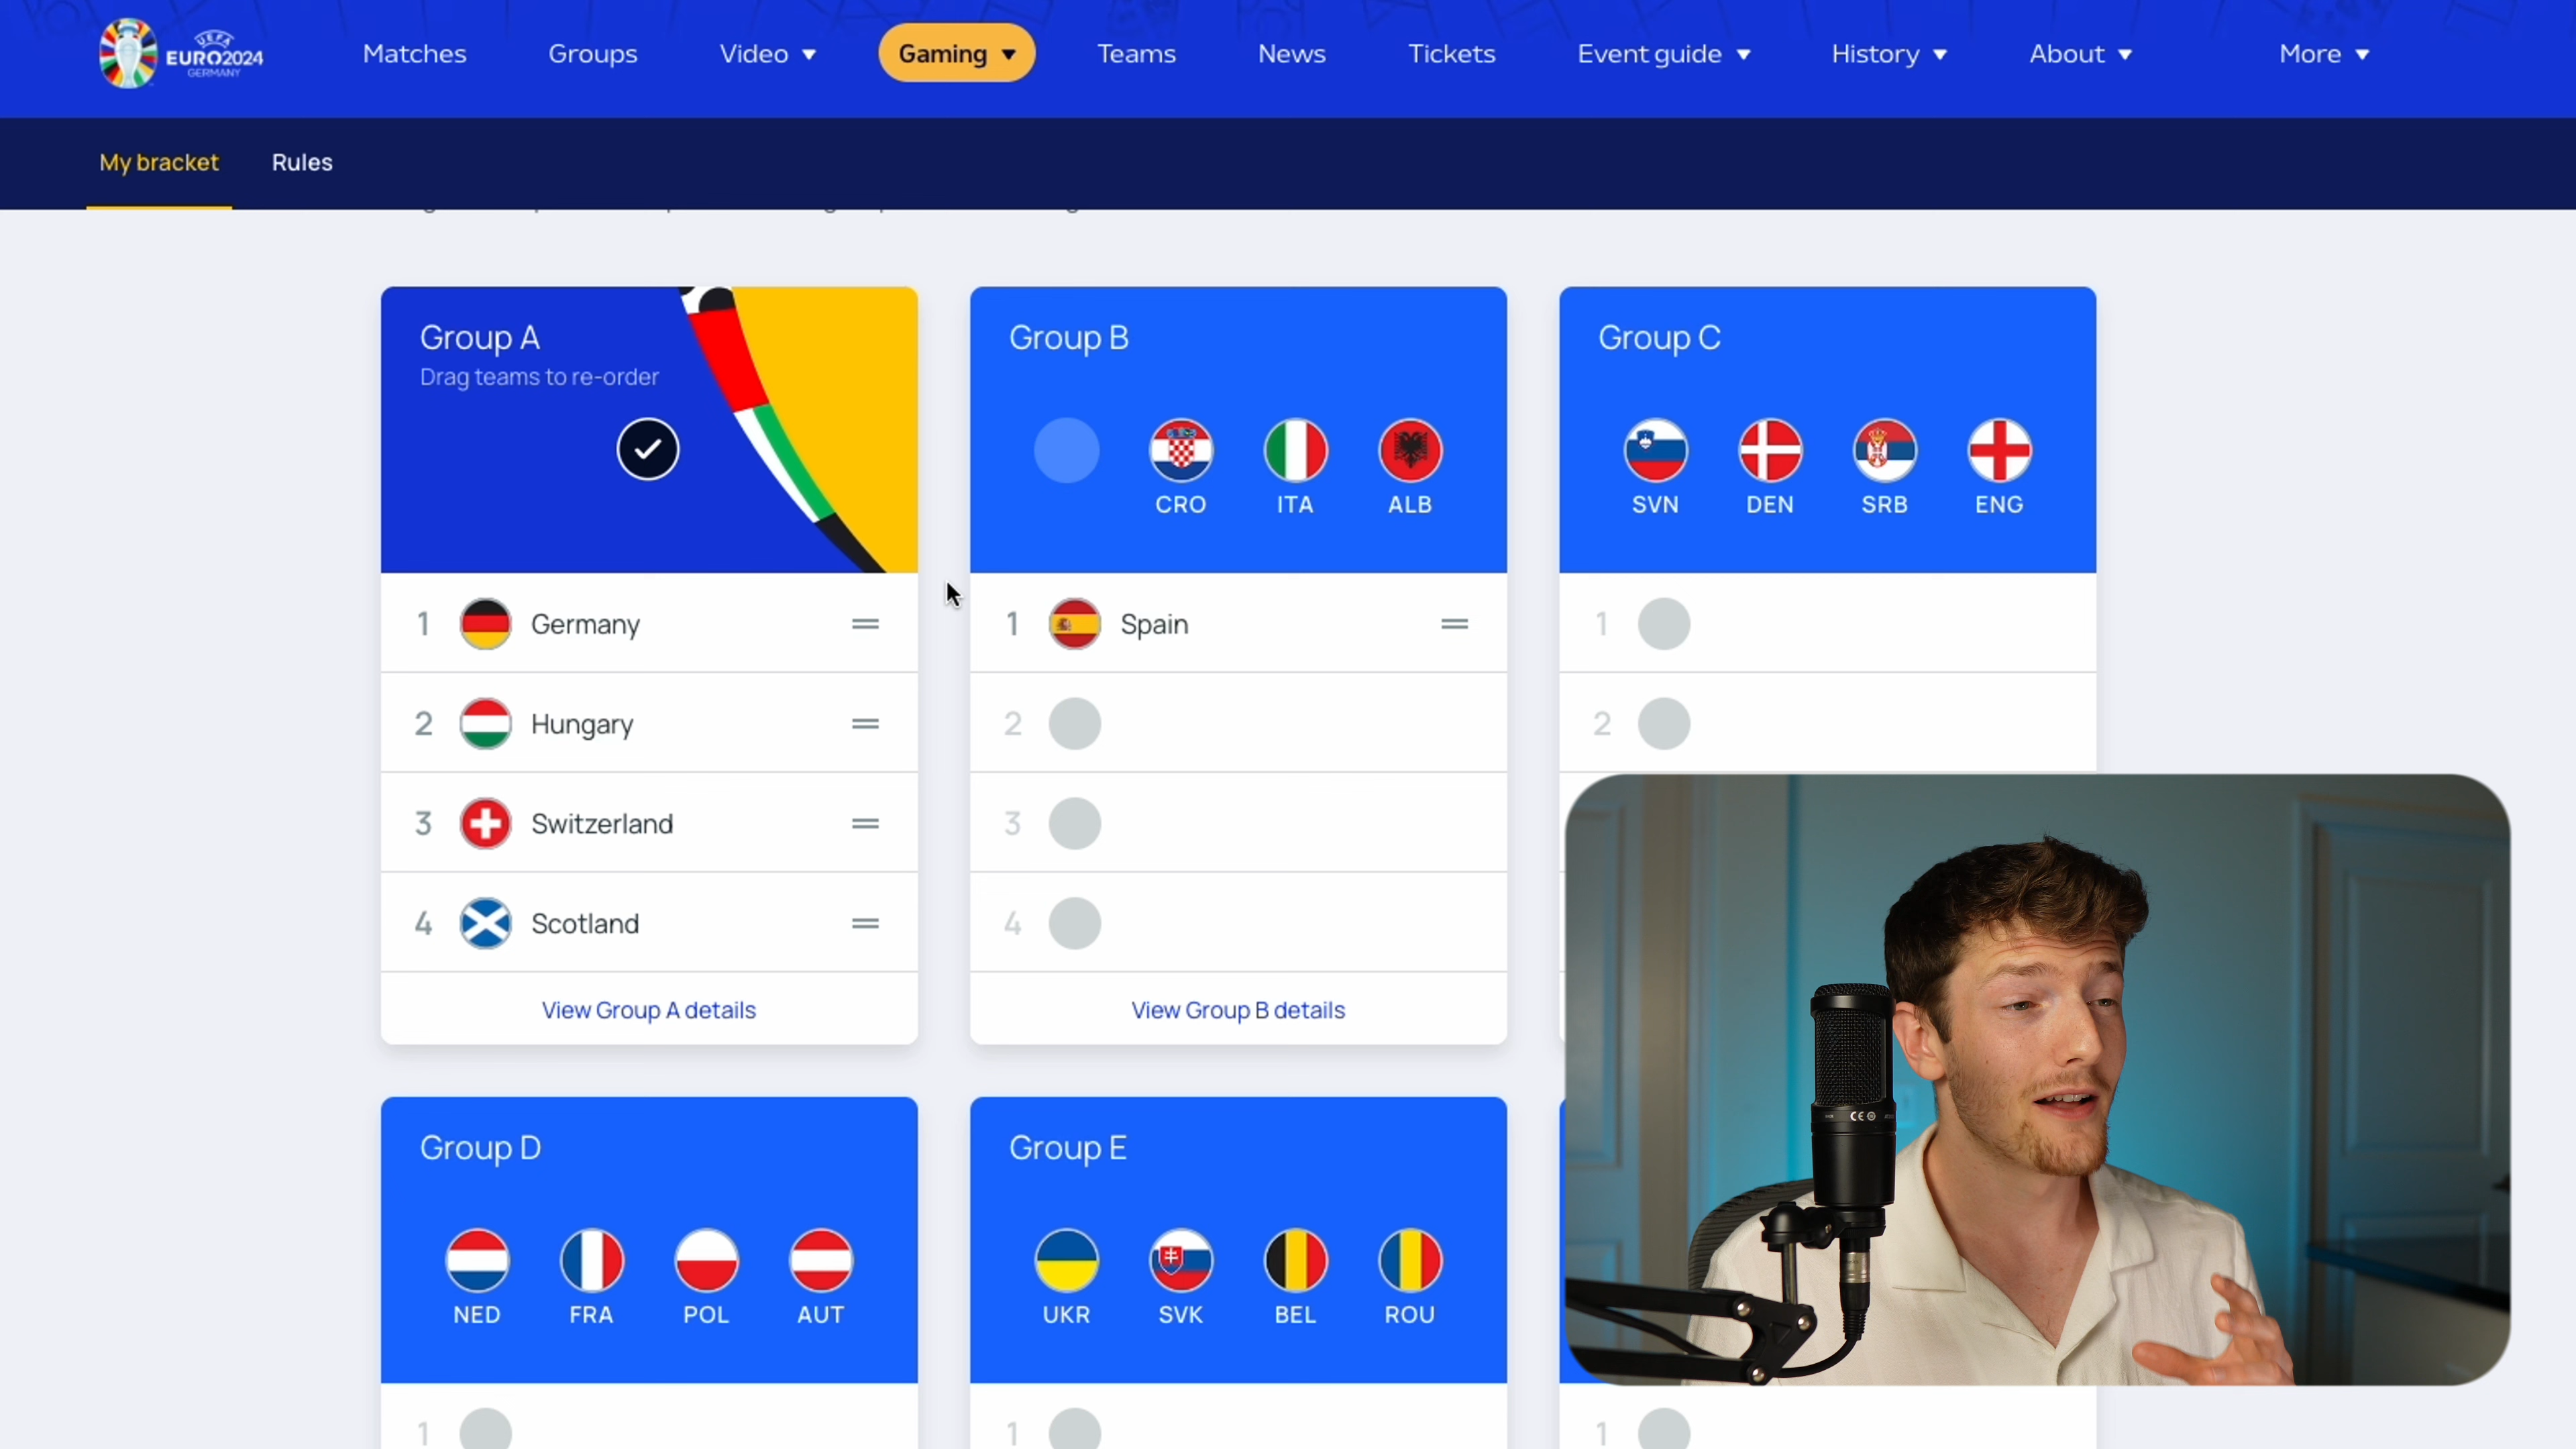 UEFA
EURO2024
GERMANY
Matches
Groups
Video
Gaming
Teams
News
Tickets
Event guide
History
About
More
My bracket
Rules
Group A
Drag teams to re-order
1 Germany
2 Hungary
3 Switzerland
4 Scotland
View Group A details
Group B
CRO ITA ALB
1 Spain
2
3
4
View Group B details
Group C
SVN DEN SRB ENG
1
2
Group D
NED FRA POL AUT
1
Group E
UKR SVK BEL ROU
1
1
CE